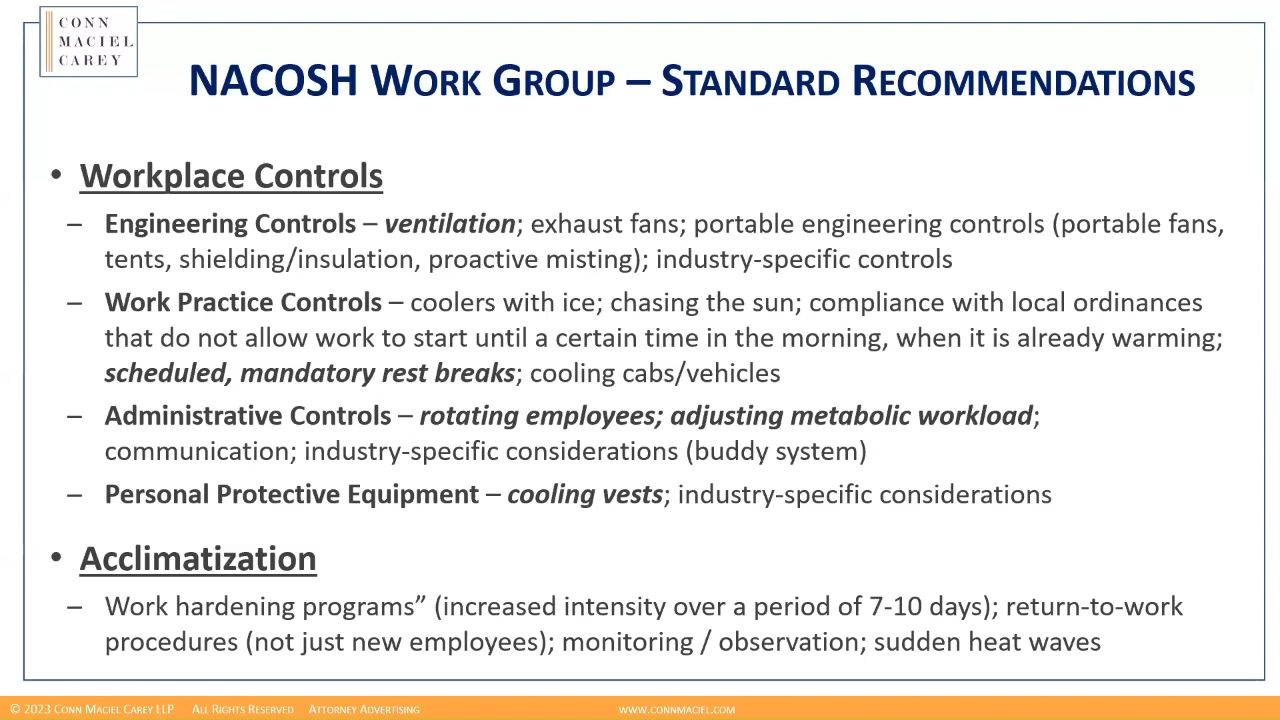 CONN
MACIEL
CAREY
NACOSH WORK GROUP – STANDARD RECOMMENDATIONS
• Workplace Controls
– Engineering Controls – ventilation; exhaust fans; portable engineering controls (portable fans,
tents, shielding/insulation, proactive misting); industry-specific controls
– Work Practice Controls – coolers with ice; chasing the sun; compliance with local ordinances
that do not allow work to start until a certain time in the morning, when it is already warming;
scheduled, mandatory rest breaks; cooling cabs/vehicles
– Administrative Controls – rotating employees; adjusting metabolic workload;
communication; industry-specific considerations (buddy system)
– Personal Protective Equipment – cooling vests; industry-specific considerations
• Acclimatization
– Work hardening programs” (increased intensity over a period of 7-10 days); return-to-work
procedures (not just new employees); monitoring / observation; sudden heat waves
© 2023 CONN MACIEL CAREY LLP ALL RIGHTS RESERVED ATTORNEY ADVERTISING WWW.CONNMACIEL.COM